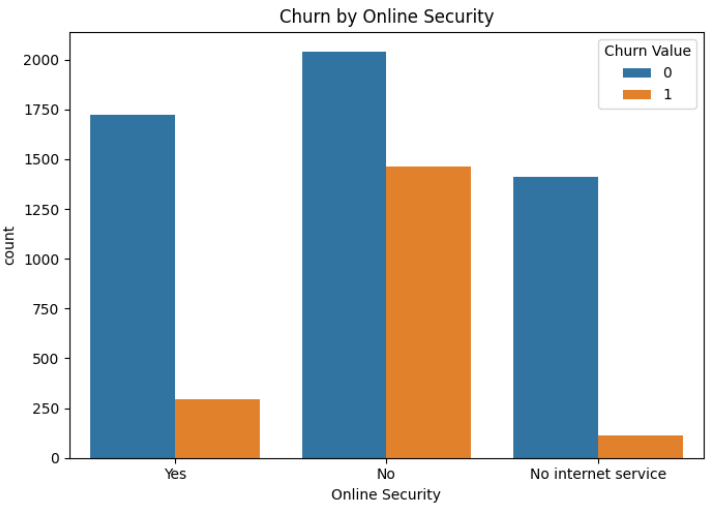 Churn by Online Security
Churn Value
0
1
2000
1750
1500
1250
1000
750
500
250
0
count
Yes
No
No internet service
Online Security